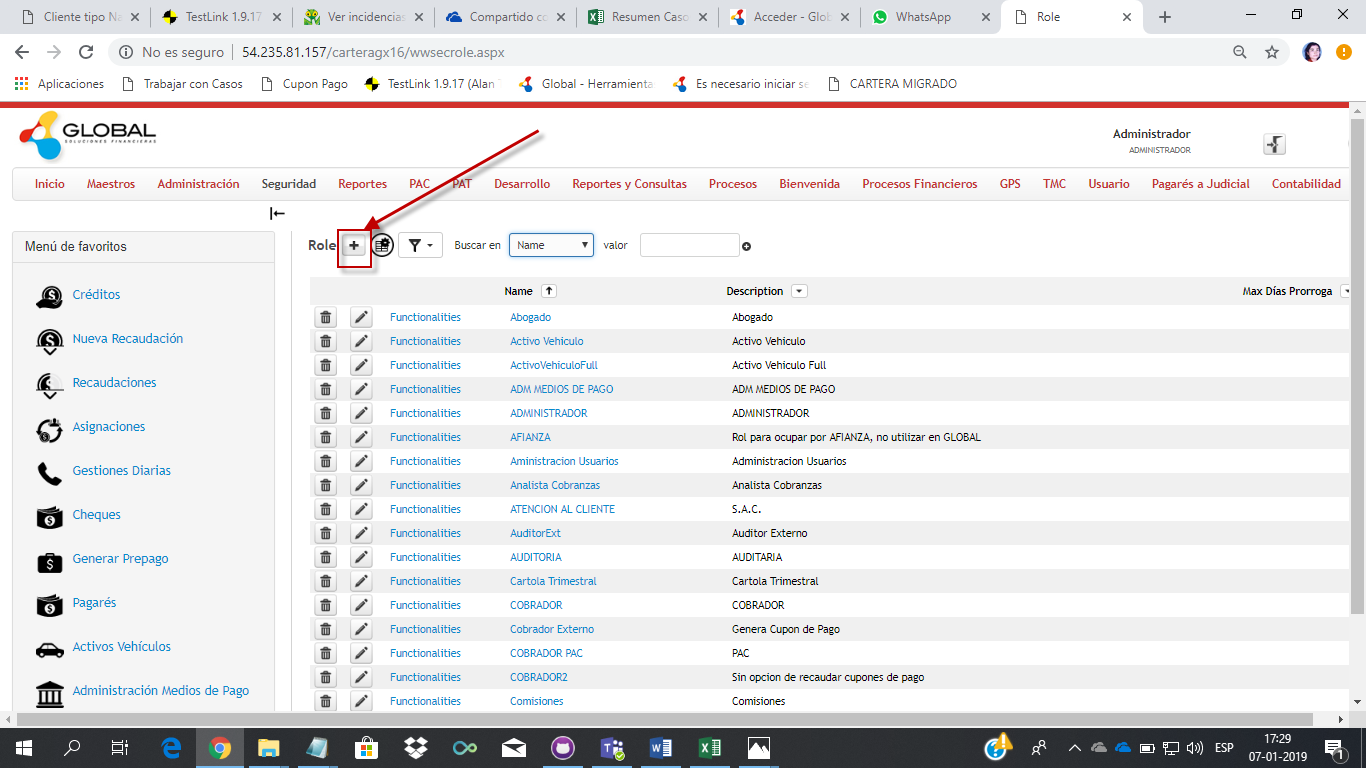 Cliente tipo Na
TestLink 1.9.17
Ver incidencias
Compartido co
Resumen Caso
Acceder - Glob
WhatsApp
Role
No es seguro
54.235.81.157/carteragx16/wwsecrole.aspx
Aplicaciones
Trabajar con Casos
Cupon Pago
TestLink 1.9.17 (Alan
Global - Herramienta
Es necesario iniciar se
CARTERA MIGRADO
GLOBAL
SOLUCIONES FINANCIERAS
Administrador
ADMINISTRADOR
Inicio
Maestros
Administración
Seguridad
Reportes
PAC
PAT
Desarrollo
Reportes y Consultas
Procesos
Bienvenida
Procesos Financieros
GPS
TMC
Usuario
Pagarés a Judicial
Contabilidad
Menú de favoritos
Créditos
Nueva Recaudación
Recaudaciones
Asignaciones
Gestiones Diarias
Cheques
Generar Prepago
Pagarés
Activos Vehículos
Administración Medios de Pago
Role
Buscar en
Name
valor
Name
Description
Max Días Prorroga
Functionalities Abogado Abogado
Functionalities Activo Vehiculo Activo Vehiculo
Functionalities ActivoVehiculoFull Activo Vehiculo Full
Functionalities ADM MEDIOS DE PAGO ADM MEDIOS DE PAGO
Functionalities ADMINISTRADOR ADMINISTRADOR
Functionalities AFIANZA Rol para ocupar por AFIANZA, no utilizar en GLOBAL
Functionalities Aministracion Usuarios Administracion Usuarios
Functionalities Analista Cobranzas Analista Cobranzas
Functionalities ATENCION AL CLIENTE S.A.C.
Functionalities AuditorExt Auditor Externo
Functionalities AUDITORIA AUDITARIA
Functionalities Cartola Trimestral Cartola Trimestral
Functionalities COBRADOR COBRADOR
Functionalities Cobrador Externo Genera Cupon de Pago
Functionalities COBRADOR PAC PAC
Functionalities COBRADOR2 Sin opcion de recaudar cupones de pago
Functionalities Comisiones Comisiones
ESP
17:29
07-01-2019
1